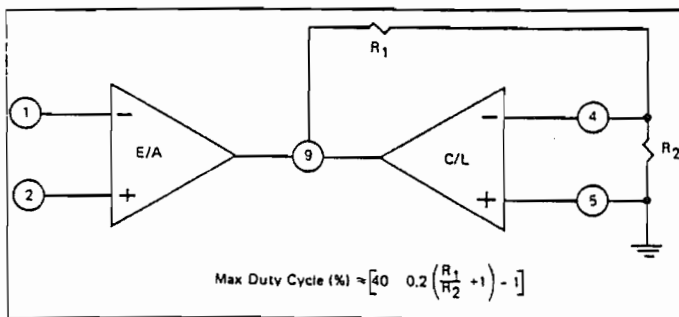 R1
1
−
E/A
2
+
9
−
C/L
+
4
5
R2
Max Duty Cycle (%) ≈ [40 0.2 (R1/R2 +1) - 1]